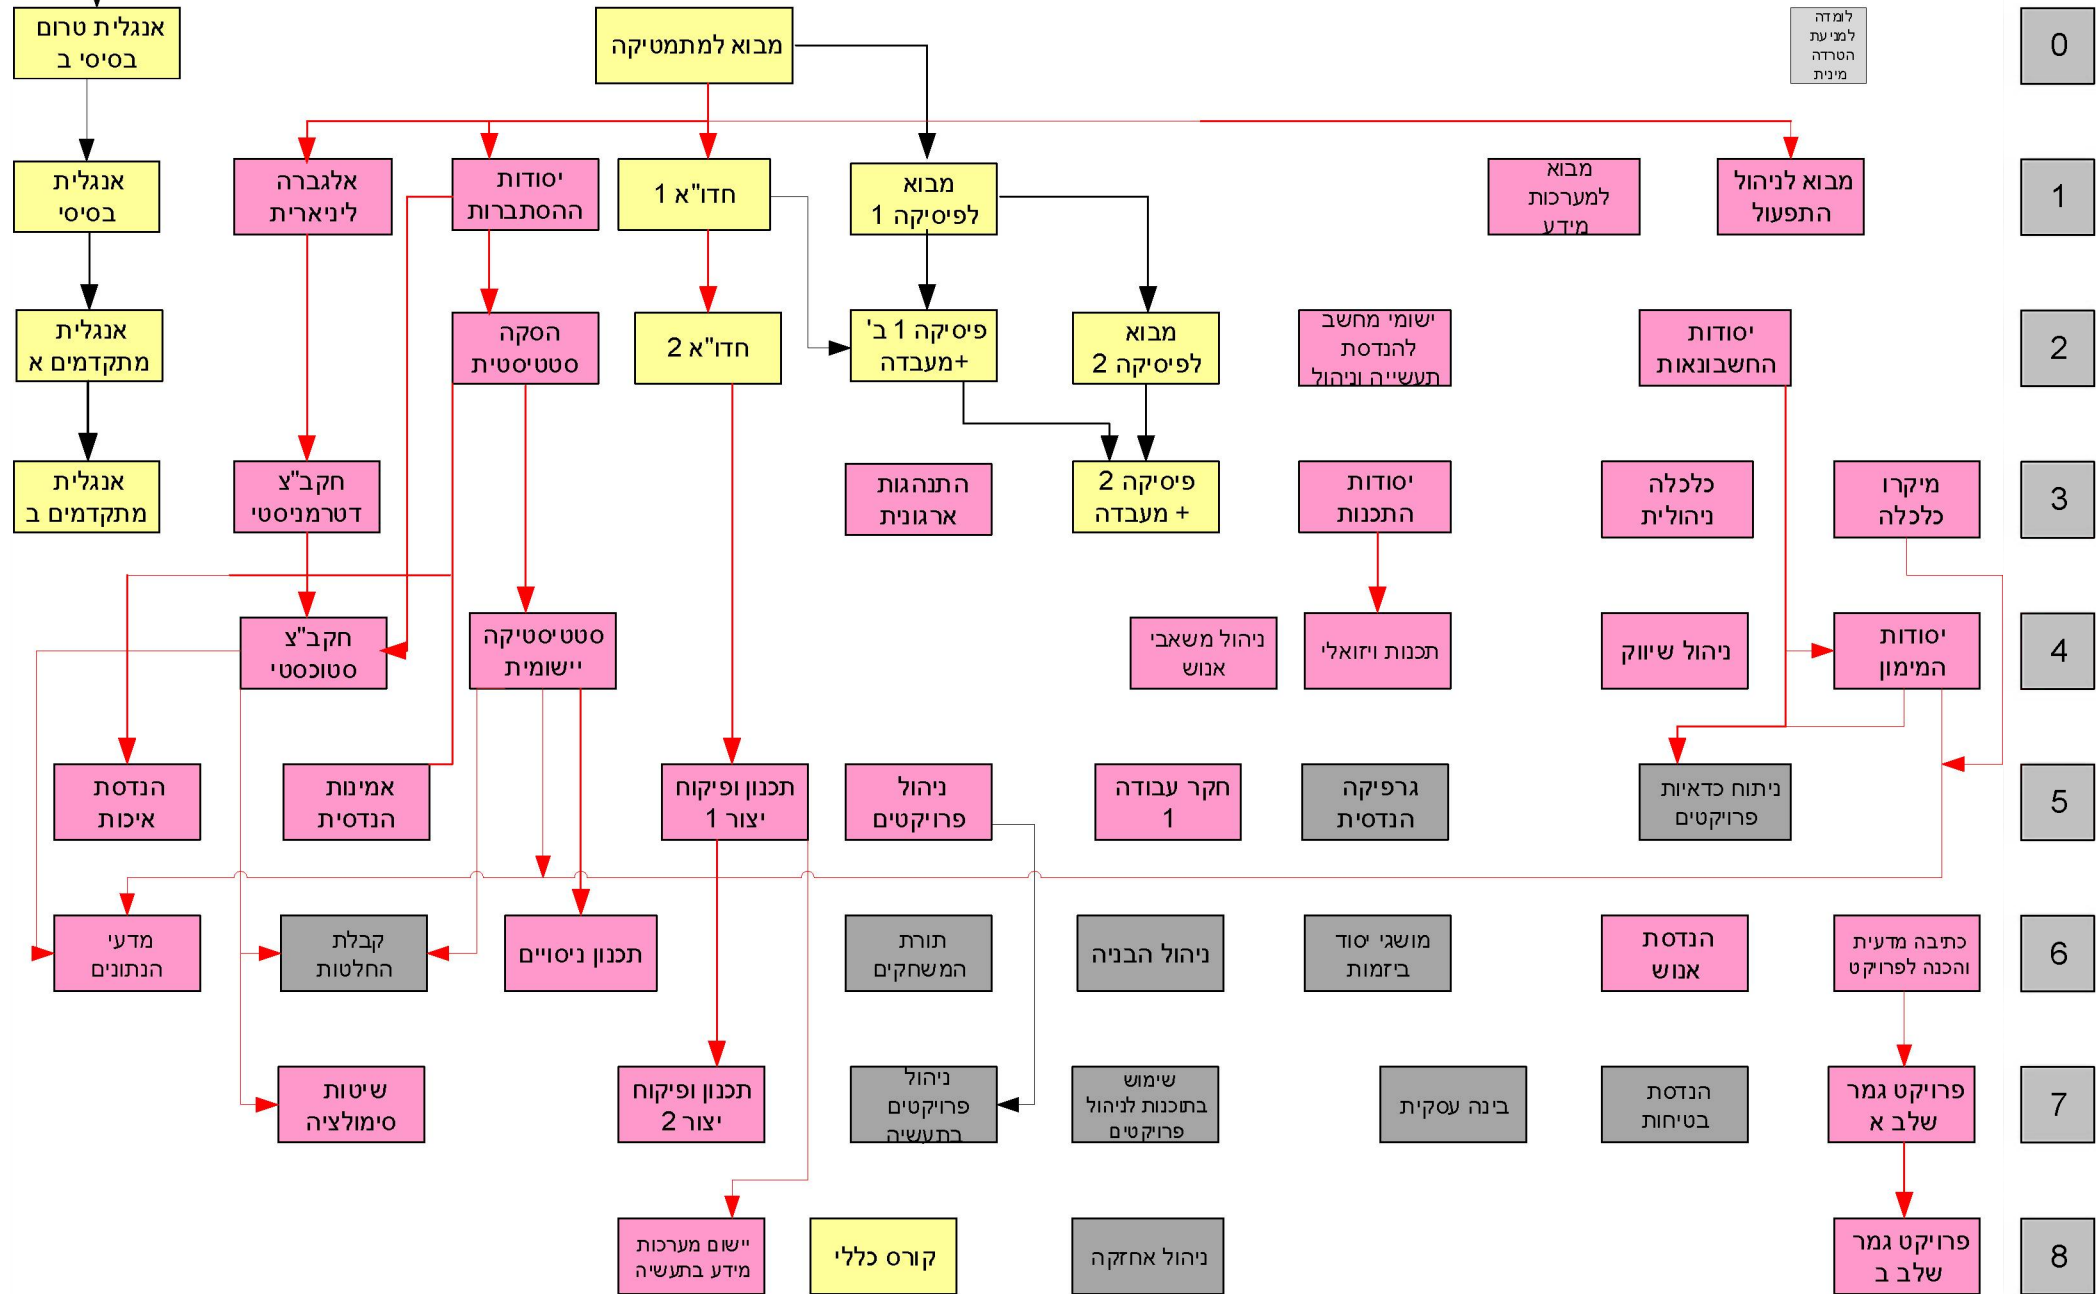 אנגלית טרום
בסיסי ב
מבוא למתמטיקה
לומדה
למניעת
הטרדה
מינית
0
אנגלית
בסיסי
אלגברה
ליניארית
יסודות
ההסתברות
חדו"א 1
מבוא
לפיסיקה 1
מבוא
למערכות
מידע
מבוא לניהול
התפעול
1
אנגלית
מתקדמים א
הסקה
סטטיסטית
חדו"א 2
פיסיקה 1 ב'
+מעבדה
מבוא
לפיסיקה 2
ישומי מחשב
להנדסת
תעשייה וניהול
יסודות
החשבונאות
2
אנגלית
מתקדמים ב
חקב"צ
דטרמניסטי
התנהגות
ארגונית
פיסיקה 2
+ מעבדה
יסודות
התכנות
כלכלה
ניהולית
מיקרו
כלכלה
3
חקב"צ
סטוכסטי
סטטיסטיקה
יישומית
ניהול משאבי
אנוש
תכנות ויזואלי
ניהול שיווק
יסודות
המימון
4
הנדסת
איכות
אמינות
הנדסית
תכנון ופיקוח
יצור 1
ניהול
פרויקטים
חקר עבודה
1
גרפיקה
הנדסית
ניתוח כדאיות
פרויקטים
5
מדעי
הנתונים
קבלת
החלטות
תכנון ניסויים
תורת
המשחקים
ניהול הבניה
מושגי יסוד
ביזמות
הנדסת
אנוש
כתיבה מדעית
והכנה לפרויקט
6
שיטות
סימולציה
תכנון ופיקוח
יצור 2
ניהול
פרויקטים
בתעשיה
שימוש
בתוכנות לניהול
פרויקטים
בינה עסקית
הנדסת
בטיחות
פרויקט גמר
שלב א
7
יישום מערכות
מידע בתעשיה
קורס כללי
ניהול אחזקה
פרויקט גמר
שלב ב
8